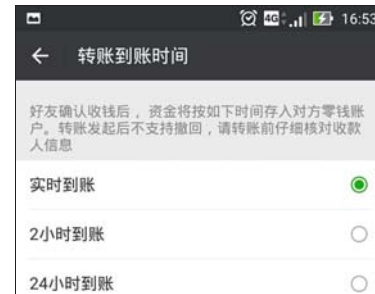 4G 16:53
转账到账时间
好友确认收钱后，资金将按如下时间存入对方零钱账
户。转账发起后不支持撤回，请转账前仔细核对收款
人信息
实时到账
2小时到账
24小时到账